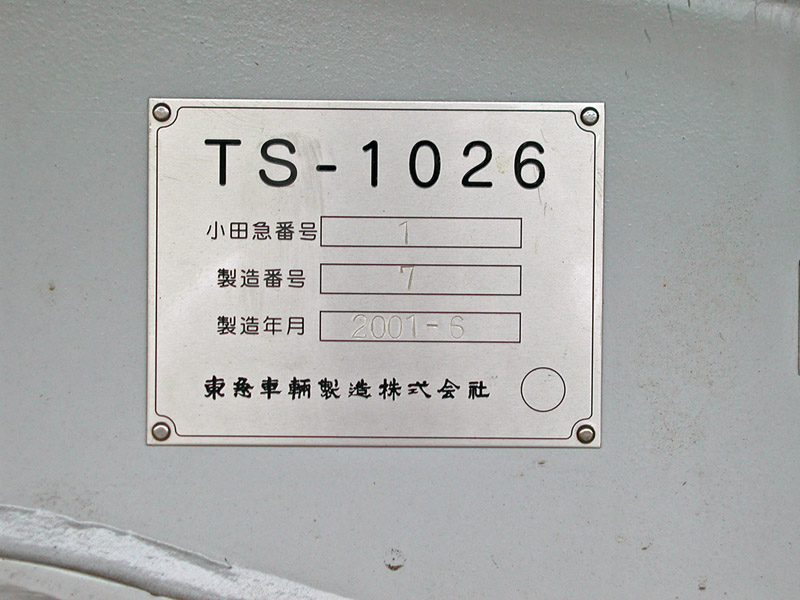 TS-1026
小田急番号 1
製造番号 7
製造年月 2001-6
東急車輛製造株式会社